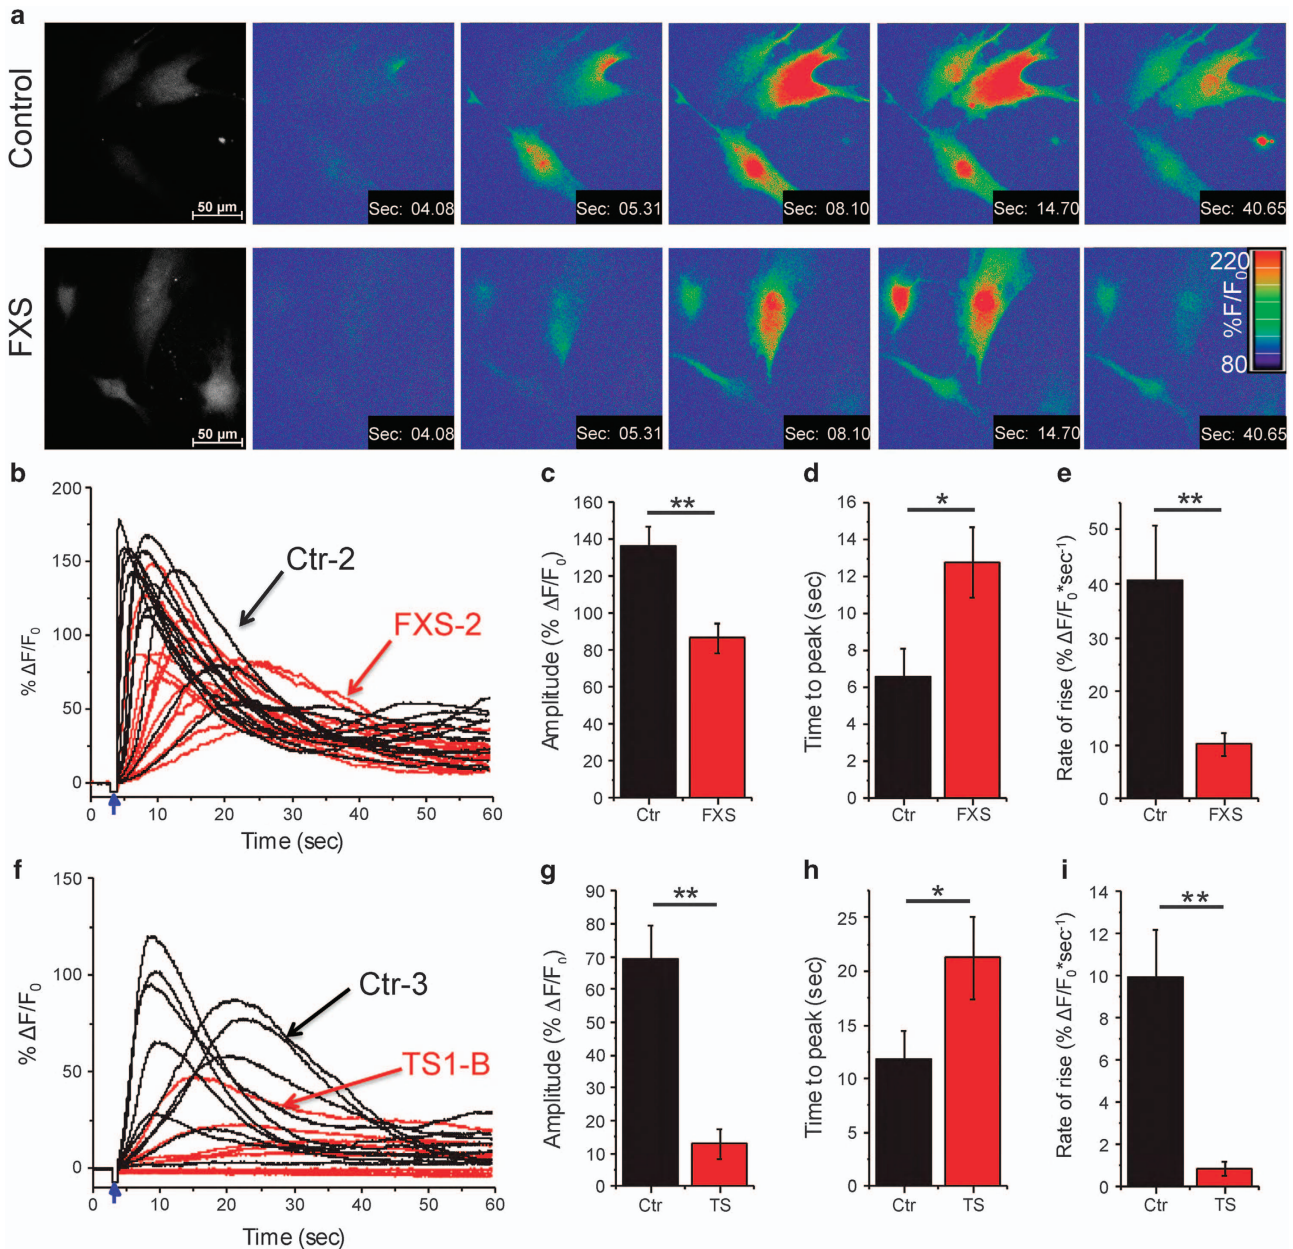 a
Control
50 µm
Sec: 04.08
Sec: 05.31
Sec: 08.10
Sec: 14.70
Sec: 40.65
FXS
50 µm
Sec: 04.08
Sec: 05.31
Sec: 08.10
Sec: 14.70
Sec: 40.65
220
%F/F₀
80
b
200
150
100
50
0
% ΔF/F₀
Ctr-2
FXS-2
0 10 20 30 40 50 60
Time (sec)
c
160
140
120
100
80
60
40
20
0
Amplitude (% ΔF/F₀)
**
Ctr FXS
d
16
14
12
10
8
6
4
2
0
Time to peak (sec)
*
Ctr FXS
e
50
40
30
20
10
0
Rate of rise (% ΔF/F₀*sec⁻¹)
**
Ctr FXS
f
150
100
50
0
% ΔF/F₀
Ctr-3
TS1-B
0 10 20 30 40 50 60
Time (sec)
g
90
80
70
60
50
40
30
20
10
0
Amplitude (% ΔF/F₀)
**
Ctr TS
h
25
20
15
10
5
0
Time to peak (sec)
*
Ctr TS
i
14
12
10
8
6
4
2
0
Rate of rise (% ΔF/F₀*sec⁻¹)
**
Ctr TS